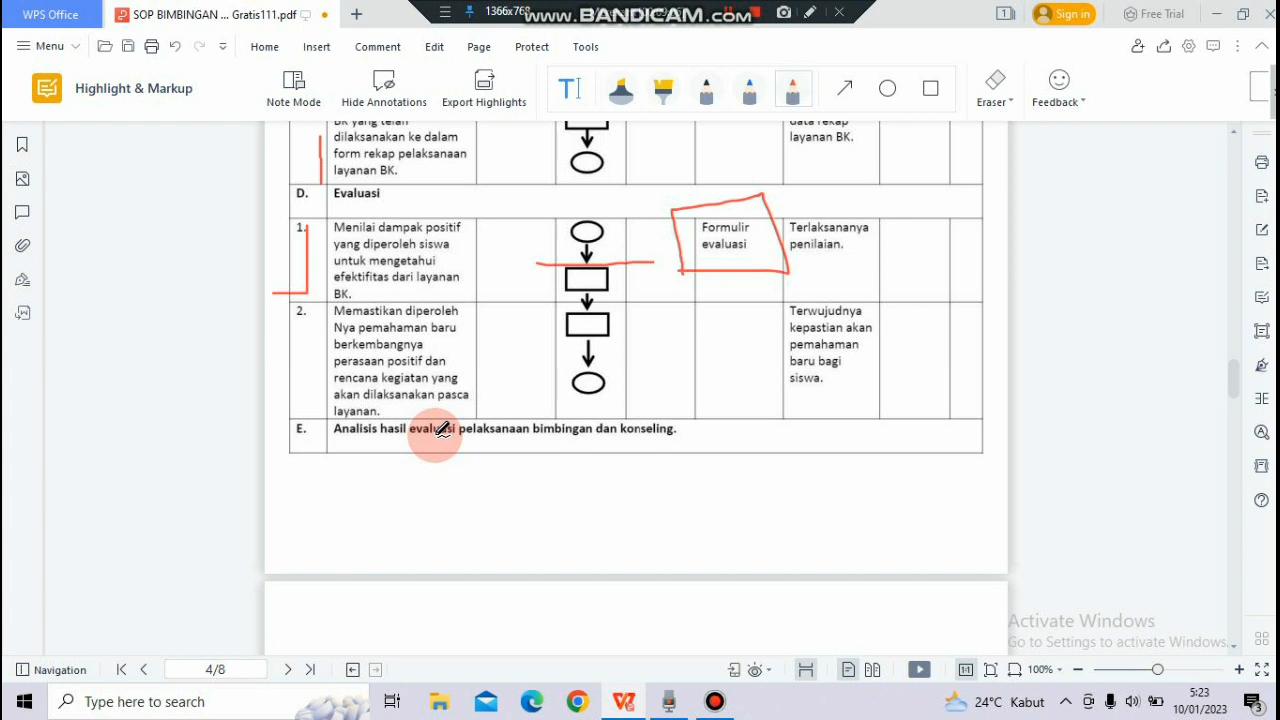 WPS Office
SOP BIMBINGAN ... Gratis111.pdf
1366x768
www.BANDICAM.com
Sign in
Free Trial
Menu
Home
Insert
Comment
Edit
Page
Protect
Tools
Highlight & Markup
Note Mode
Hide Annotations
Export Highlights
Eraser
Feedback
BK yang telah
dilaksanakan ke dalam
form rekap pelaksanaan
layanan BK.
data rekap
layanan BK.
D.
Evaluasi
1.
Menilai dampak positif
yang diperoleh siswa
untuk mengetahui
efektifitas dari layanan
BK.
Formulir
evaluasi
Terlaksananya
penilaian.
2.
Memastikan diperoleh
Nya pemahaman baru
berkembangnya
perasaan positif dan
rencana kegiatan yang
akan dilaksanakan pasca
layanan.
Terwujudnya
kepastian akan
pemahaman
baru bagi
siswa.
E.
Analisis hasil evaluasi pelaksanaan bimbingan dan konseling.
Activate Windows
Go to Settings to activate Windows.
Navigation
4/8
100%
Type here to search
24°C Kabut
5:23
10/01/2023
3